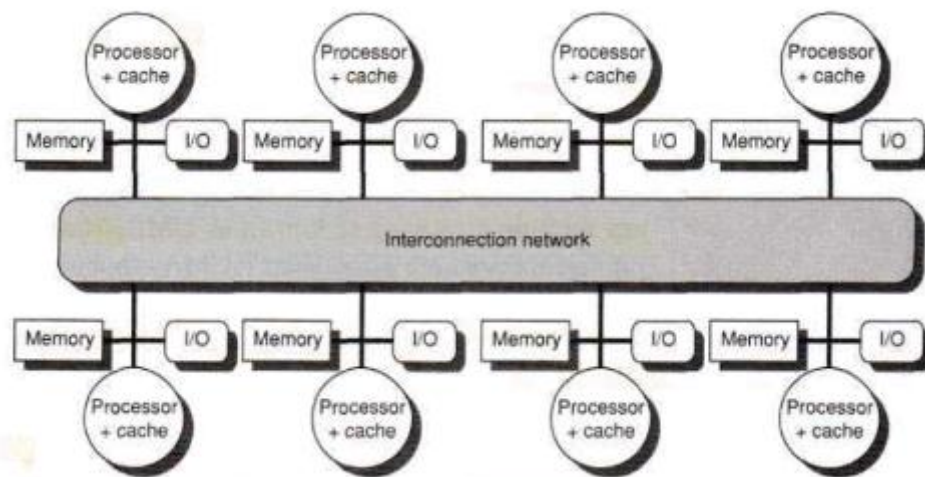 Processor
+ cache
Processor
+ cache
Processor
+ cache
Processor
+ cache
Memory
I/O
Memory
I/O
Memory
I/O
Memory
I/O
Interconnection network
Memory
I/O
Memory
I/O
Memory
I/O
Memory
I/O
Processor
+ cache
Processor
+ cache
Processor
+ cache
Processor
+ cache